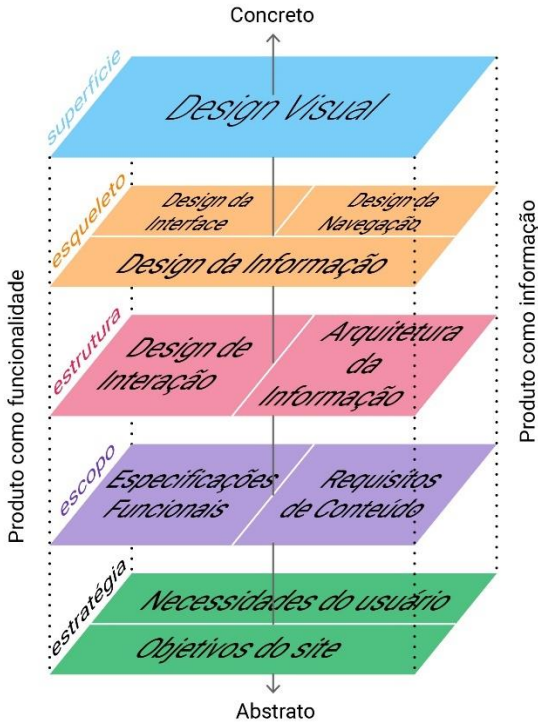 Concreto
superfície
Design Visual
esqueleto
Design da
Interface
Design da
Navegação
Design da Informação
estrutura
Design de
Interação
Arquitetura
da
Informação
escopo
Especificações
Funcionais
Requisitos
de Conteúdo
estratégia
Necessidades do usuário
Objetivos do site
Abstrato
Produto como funcionalidade
Produto como informação